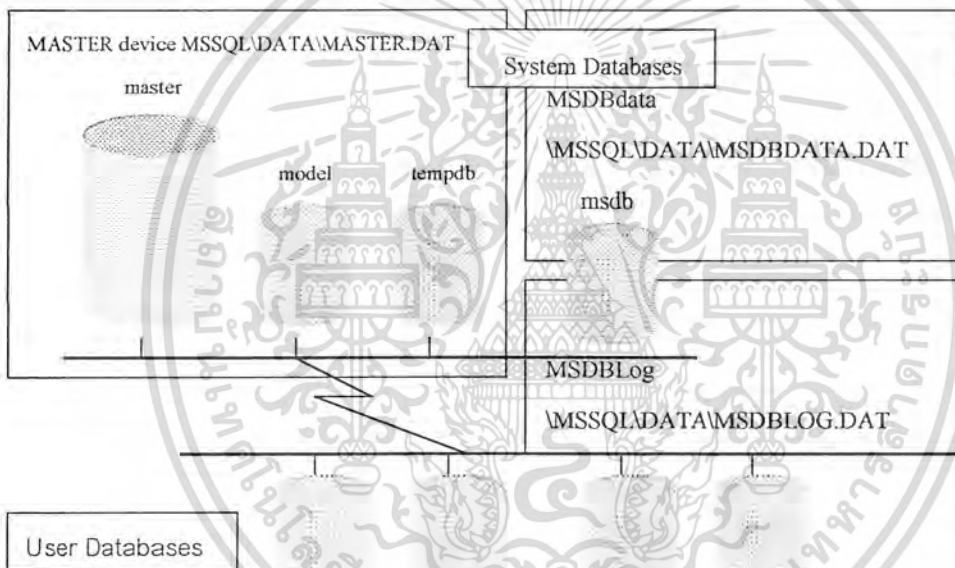 MASTER device MSSQL\DATA\MASTER.DAT
master
model
tempdb
System Databases
MSDBdata
\MSSQL\DATA\MSDBDATA.DAT
msdb
MSDBLog
\MSSQL\DATA\MSDBLOG.DAT
User Databases